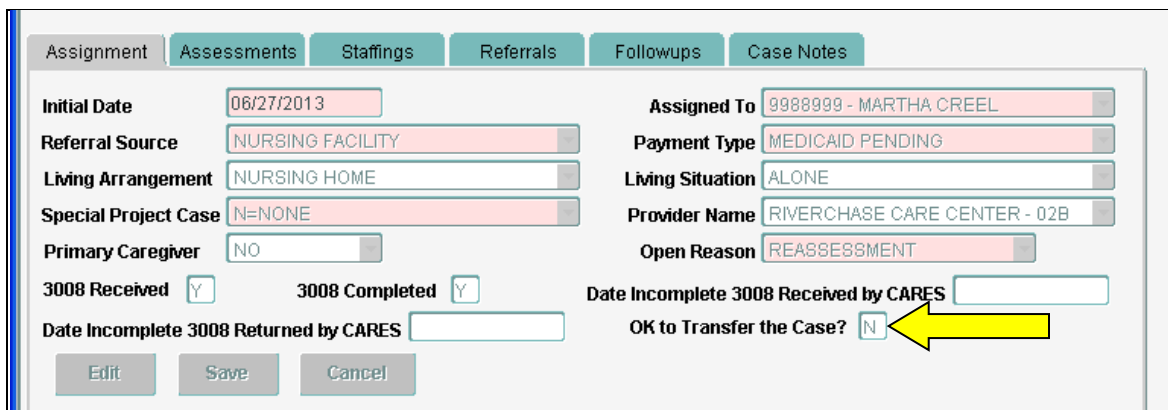 Assignment Assessments Staffings Referrals Followups Case Notes
Initial Date 06/27/2013 Assigned To 9988999 - MARTHA CREEL
Referral Source NURSING FACILITY Payment Type MEDICAID PENDING
Living Arrangement NURSING HOME Living Situation ALONE
Special Project Case N=NONE Provider Name RIVERCHASE CARE CENTER - 02B
Primary Caregiver NO Open Reason REASSESSMENT
3008 Received Y 3008 Completed Y Date Incomplete 3008 Received by CARES
Date Incomplete 3008 Returned by CARES OK to Transfer the Case? N
Edit Save Cancel